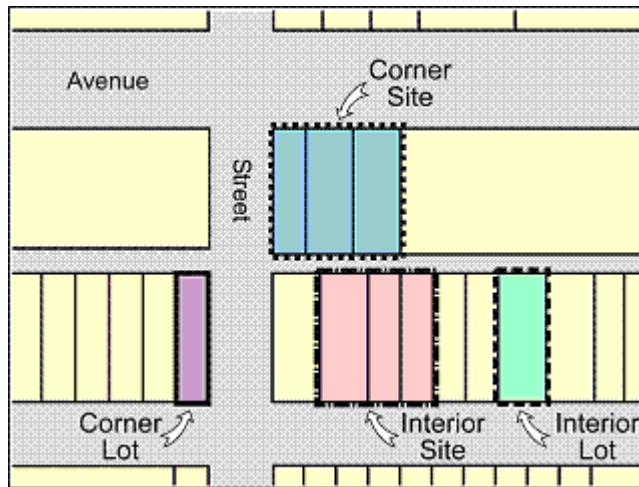 Avenue
Corner
Site
Street
Corner
Lot
Interior
Site
Interior
Lot